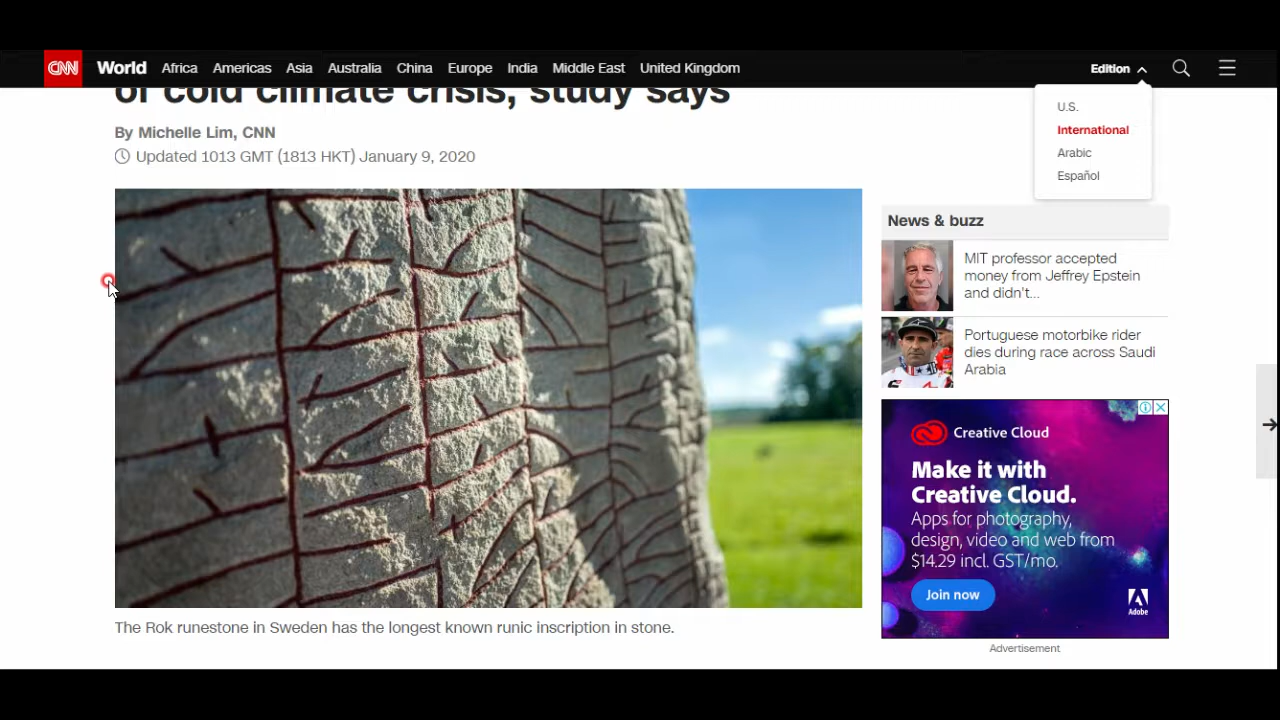 CNN World Africa Americas Asia Australia China Europe India Middle East United Kingdom Edition
U.S.
International
Arabic
Español
of cold climate crisis, study says
By Michelle Lim, CNN
Updated 1013 GMT (1813 HKT) January 9, 2020
The Rok runestone in Sweden has the longest known runic inscription in stone.
News & buzz
MIT professor accepted
money from Jeffrey Epstein
and didn't...
Portuguese motorbike rider
dies during race across Saudi
Arabia
Creative Cloud
Make it with
Creative Cloud.
Apps for photography,
design, video and web from
$14.29 incl. GST/mo.
Join now
Adobe
Advertisement